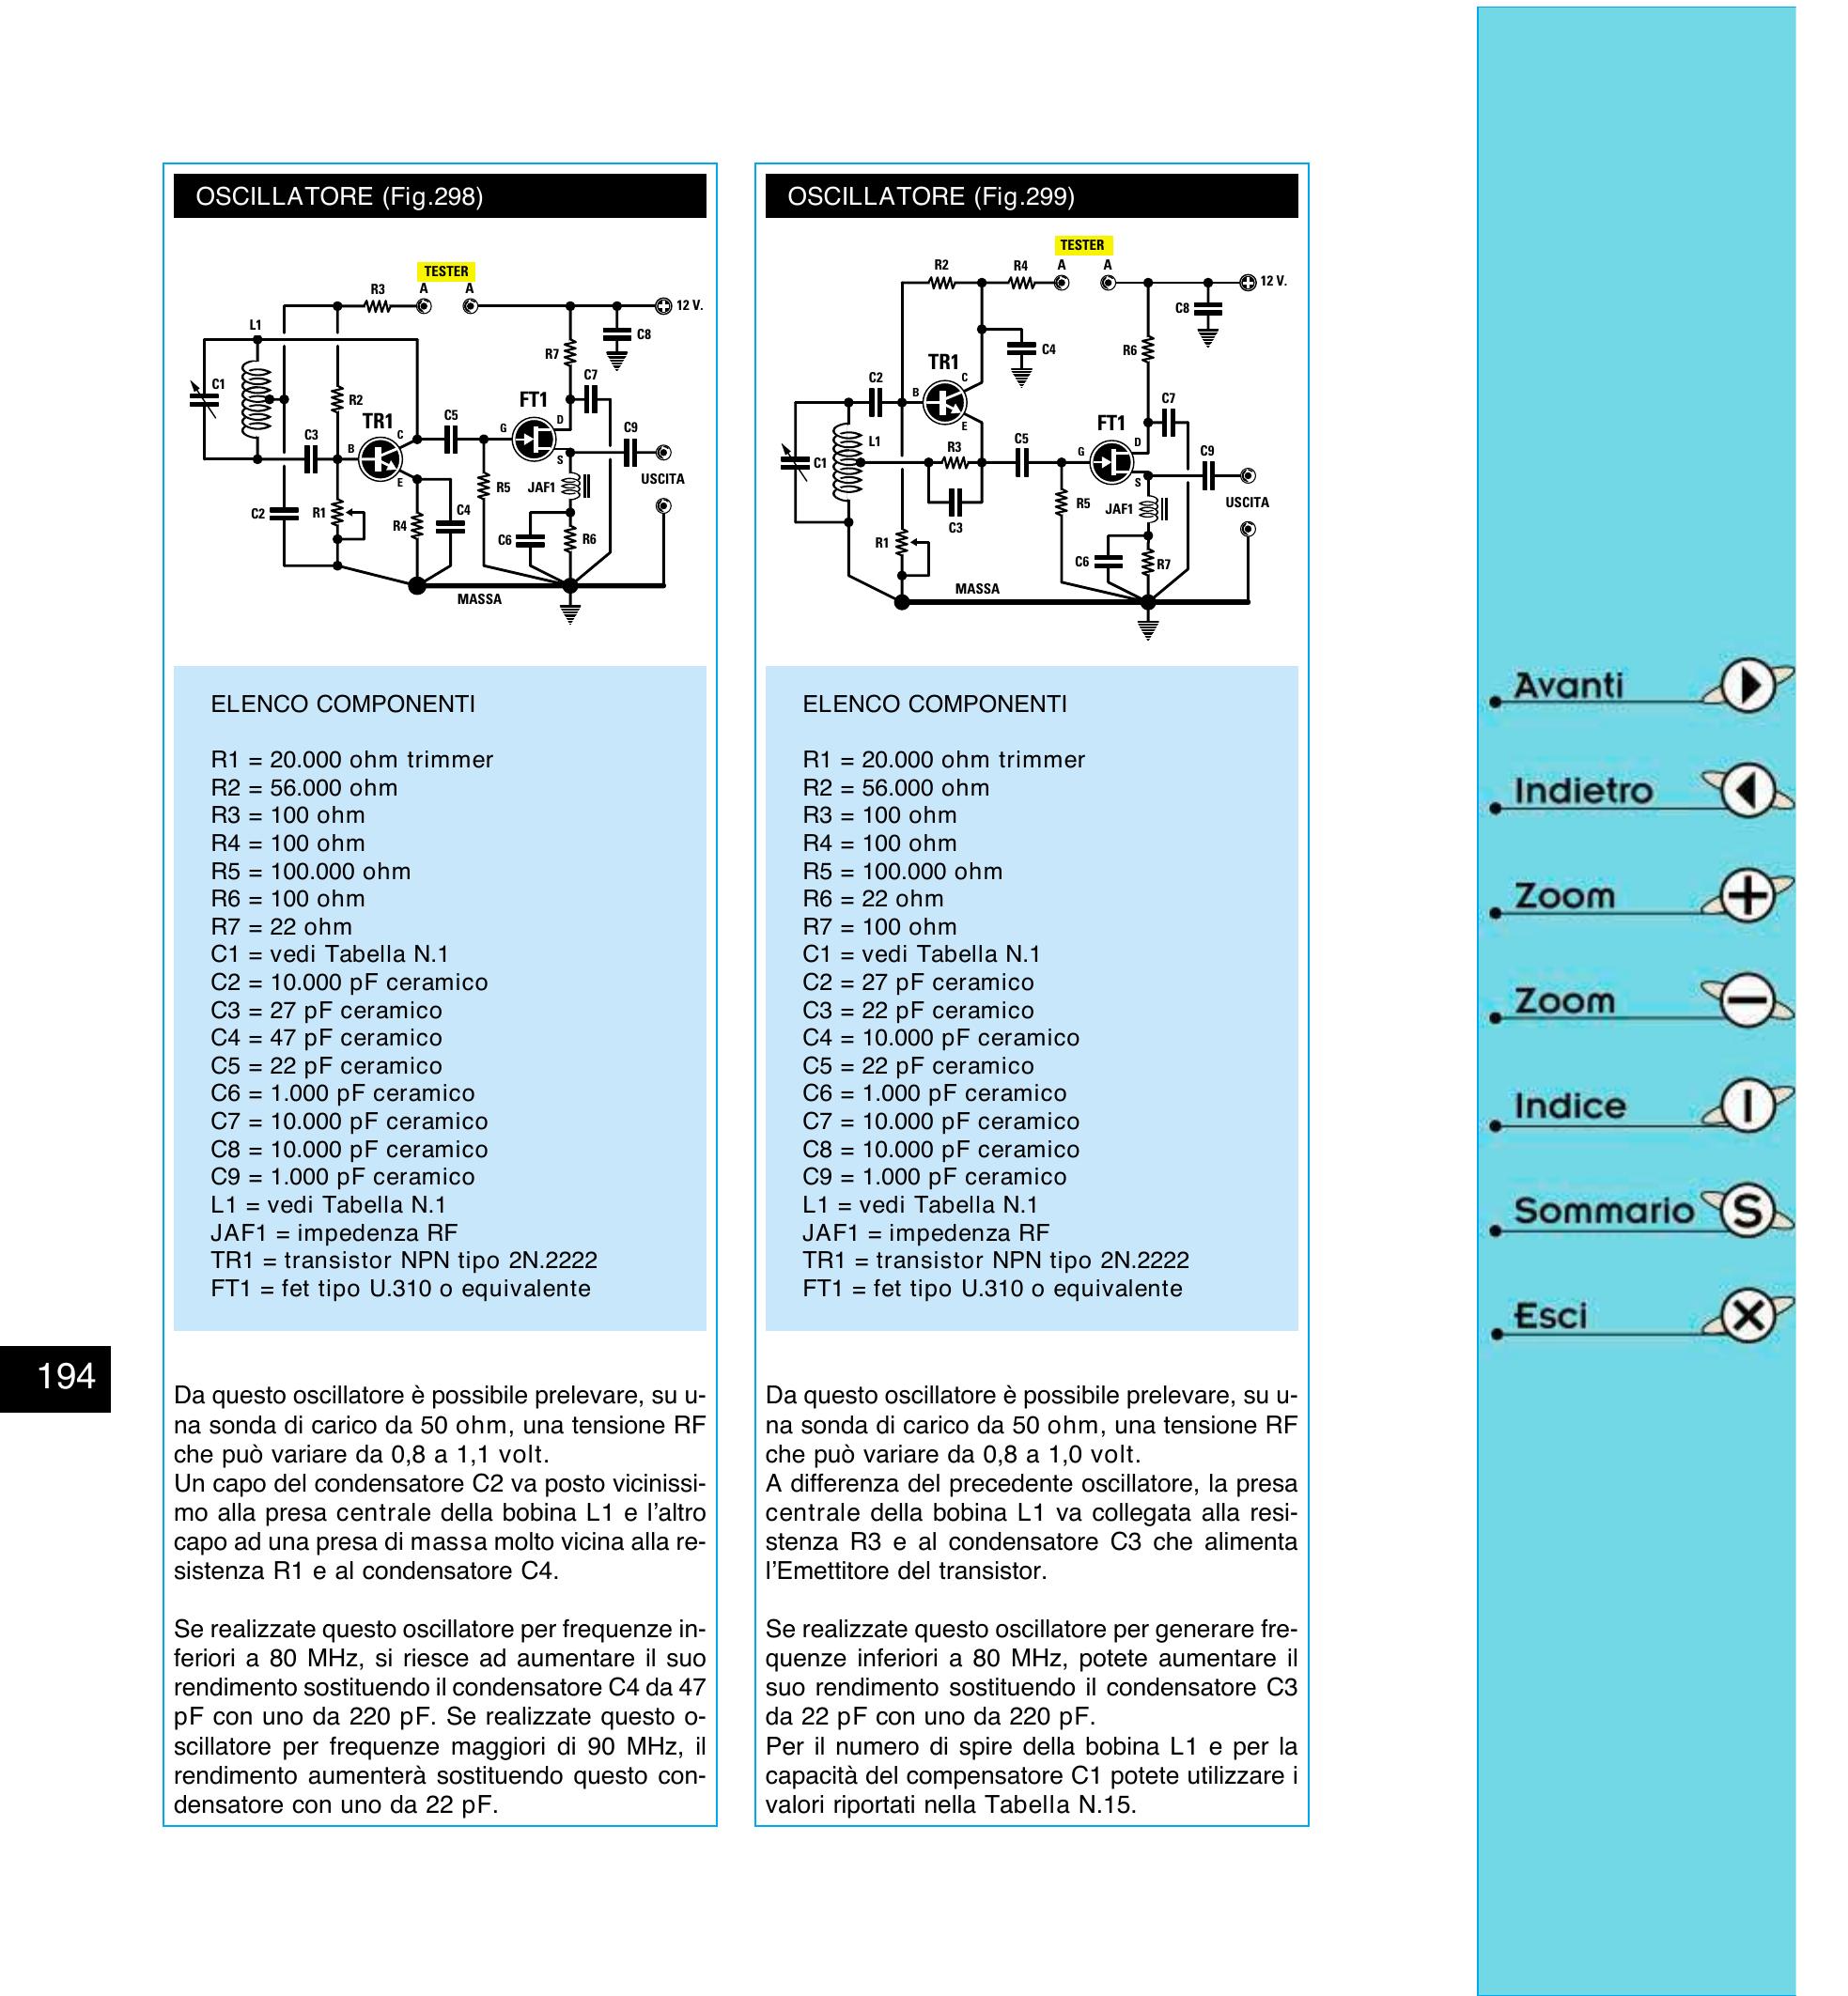 OSCILLATORE (Fig.298)
TESTER
R3
A
A
12 V.
L1
C8
R7
C1
C7
R2
FT1
TR1
C5
D
C3
B
C
G
C9
S
E
USCITA
R5
JAF1
C2
R1
C4
R4
C6
R6
MASSA
ELENCO COMPONENTI
R1 = 20.000 ohm trimmer
R2 = 56.000 ohm
R3 = 100 ohm
R4 = 100 ohm
R5 = 100.000 ohm
R6 = 100 ohm
R7 = 22 ohm
C1 = vedi Tabella N.1
C2 = 10.000 pF ceramico
C3 = 27 pF ceramico
C4 = 47 pF ceramico
C5 = 22 pF ceramico
C6 = 1.000 pF ceramico
C7 = 10.000 pF ceramico
C8 = 10.000 pF ceramico
C9 = 1.000 pF ceramico
L1 = vedi Tabella N.1
JAF1 = impedenza RF
TR1 = transistor NPN tipo 2N.2222
FT1 = fet tipo U.310 o equivalente
Da questo oscillatore è possibile prelevare, su u-
na sonda di carico da 50 ohm, una tensione RF
che può variare da 0,8 a 1,1 volt.
Un capo del condensatore C2 va posto vicinissi-
mo alla presa centrale della bobina L1 e l'altro
capo ad una presa di massa molto vicina alla re-
sistenza R1 e al condensatore C4.
Se realizzate questo oscillatore per frequenze in-
feriori a 80 MHz, si riesce ad aumentare il suo
rendimento sostituendo il condensatore C4 da 47
pF con uno da 220 pF. Se realizzate questo o-
scillatore per frequenze maggiori di 90 MHz, il
rendimento aumenterà sostituendo questo con-
densatore con uno da 22 pF.
OSCILLATORE (Fig.299)
TESTER
R2
R4
A
A
12 V.
C8
C4
R6
TR1
C2
C
B
C7
E
FT1
L1
R3
C5
D
C1
G
C9
S
C3
R5
JAF1
USCITA
R1
C6
R7
MASSA
ELENCO COMPONENTI
R1 = 20.000 ohm trimmer
R2 = 56.000 ohm
R3 = 100 ohm
R4 = 100 ohm
R5 = 100.000 ohm
R6 = 22 ohm
R7 = 100 ohm
C1 = vedi Tabella N.1
C2 = 27 pF ceramico
C3 = 22 pF ceramico
C4 = 10.000 pF ceramico
C5 = 22 pF ceramico
C6 = 1.000 pF ceramico
C7 = 10.000 pF ceramico
C8 = 10.000 pF ceramico
C9 = 1.000 pF ceramico
L1 = vedi Tabella N.1
JAF1 = impedenza RF
TR1 = transistor NPN tipo 2N.2222
FT1 = fet tipo U.310 o equivalente
Da questo oscillatore è possibile prelevare, su u-
na sonda di carico da 50 ohm, una tensione RF
che può variare da 0,8 a 1,0 volt.
A differenza del precedente oscillatore, la presa
centrale della bobina L1 va collegata alla resi-
stenza R3 e al condensatore C3 che alimenta
l'Emettitore del transistor.
Se realizzate questo oscillatore per generare fre-
quenze inferiori a 80 MHz, potete aumentare il
suo rendimento sostituendo il condensatore C3
da 22 pF con uno da 220 pF.
Per il numero di spire della bobina L1 e per la
capacità del compensatore C1 potete utilizzare i
valori riportati nella Tabella N.15.
194
Avanti
Indietro
Zoom +
Zoom −
Indice I
Sommario S
Esci X